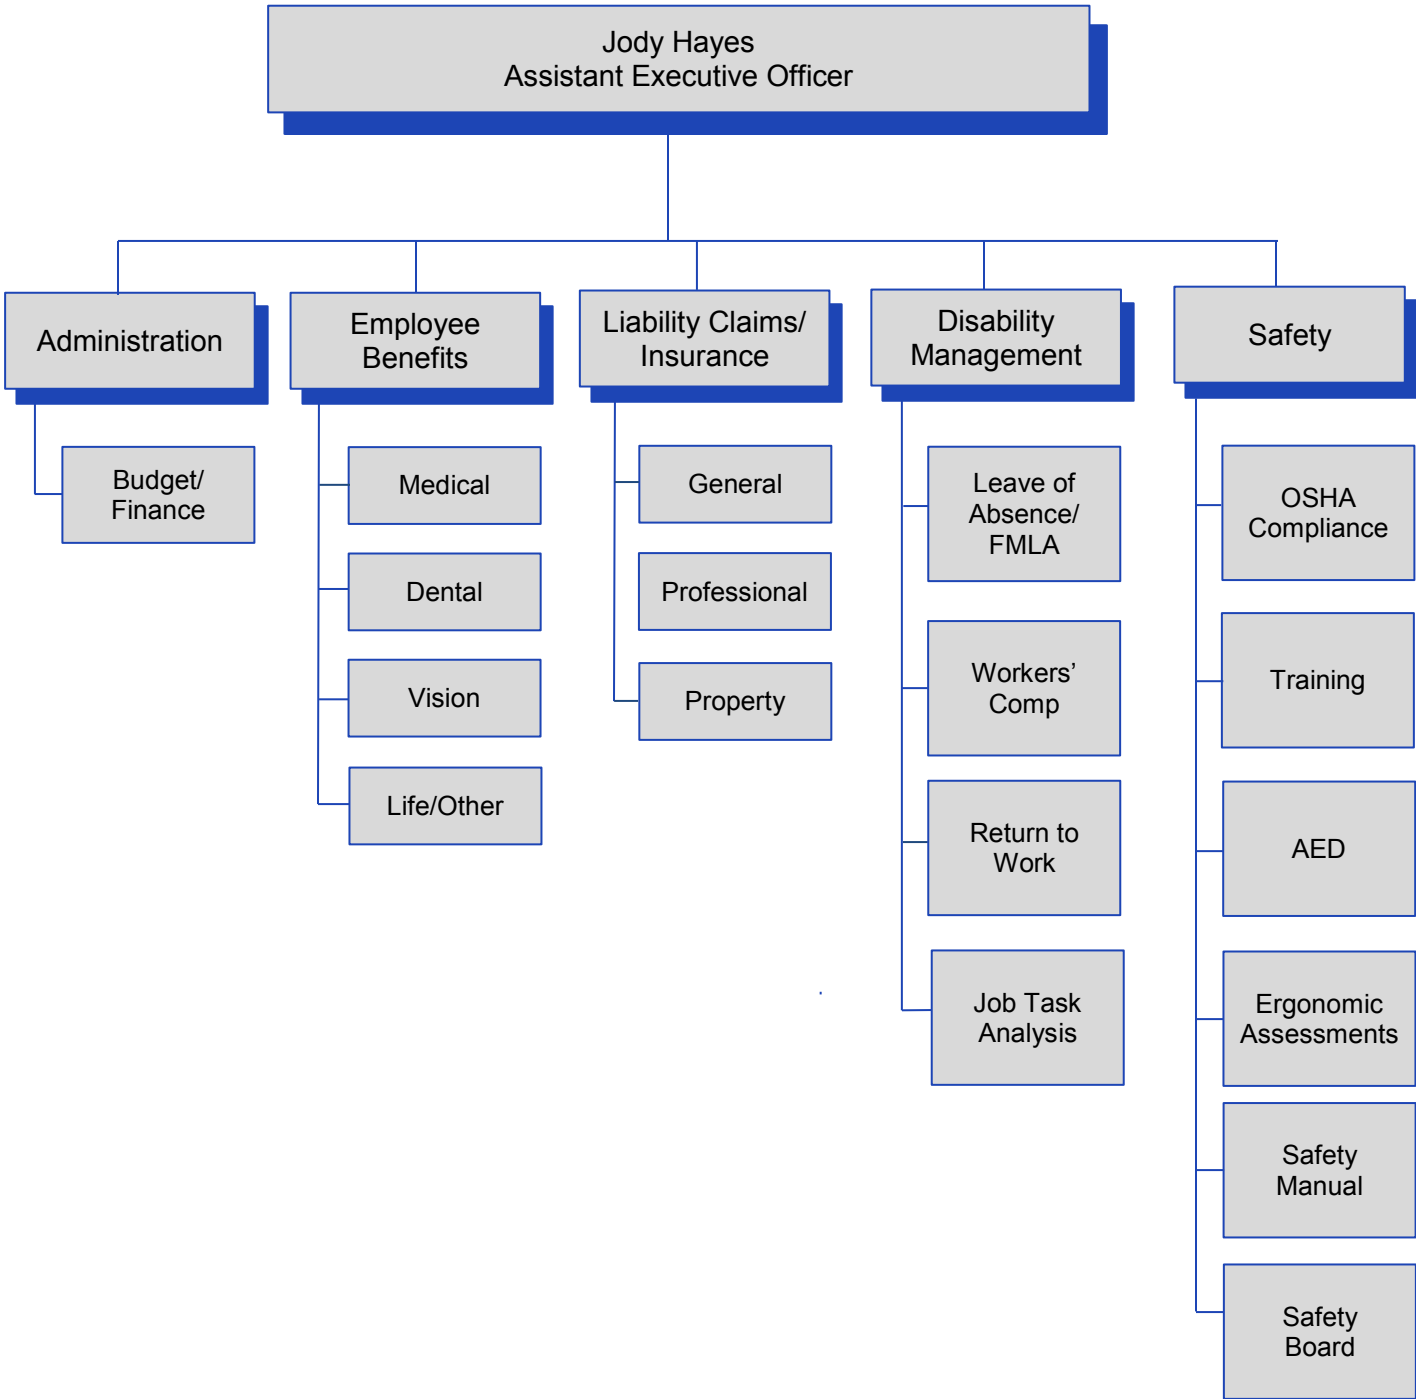 Jody Hayes
Assistant Executive Officer
Administration
Budget/
Finance
Employee
Benefits
Medical
Dental
Vision
Life/Other
Liability Claims/
Insurance
General
Professional
Property
Disability
Management
Leave of
Absence/
FMLA
Workers’
Comp
Return to
Work
Job Task
Analysis
Safety
OSHA
Compliance
Training
AED
Ergonomic
Assessments
Safety
Manual
Safety
Board